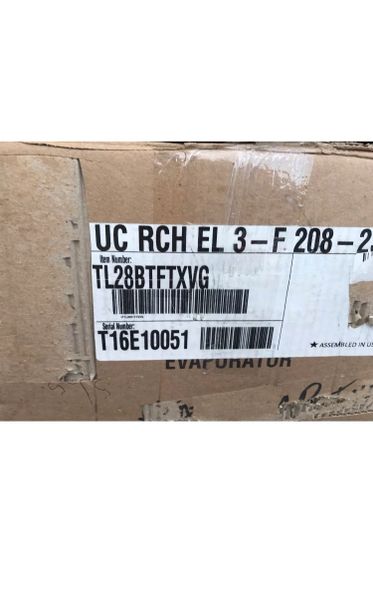 UC RCH EL 3-F 208-2
Item Number:
TL28BTFTXVG
Serial Number:
T16E10051
★ ASSEMBLED IN U
EVAPORATOR